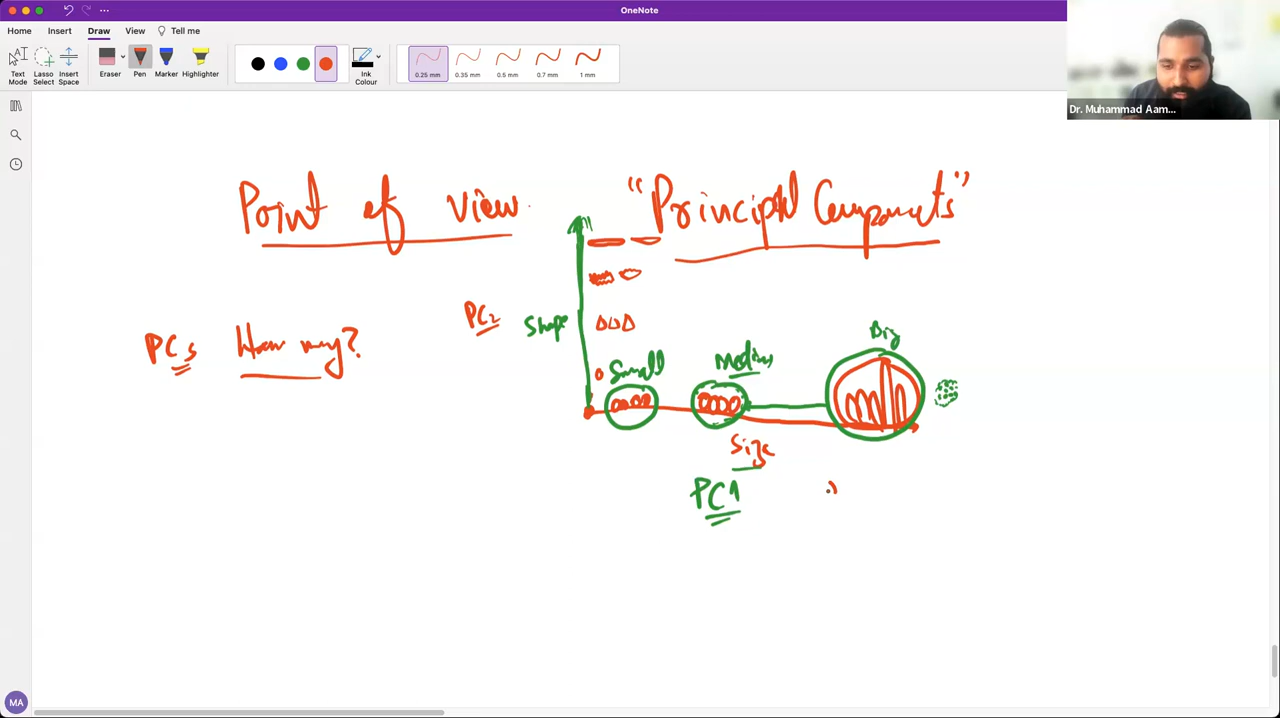 OneNote
Home Insert Draw View Tell me
Text Mode Lasso Select Insert Space Eraser Pen Marker Highlighter Ink Colour 0.25 mm 0.35 mm 0.5 mm 0.7 mm 1 mm
Dr. Muhammad Aam...
Point of view. "Principal Components"
PC2
Shape
PCs How many?
Small Medium Big
Size
PC1
MA